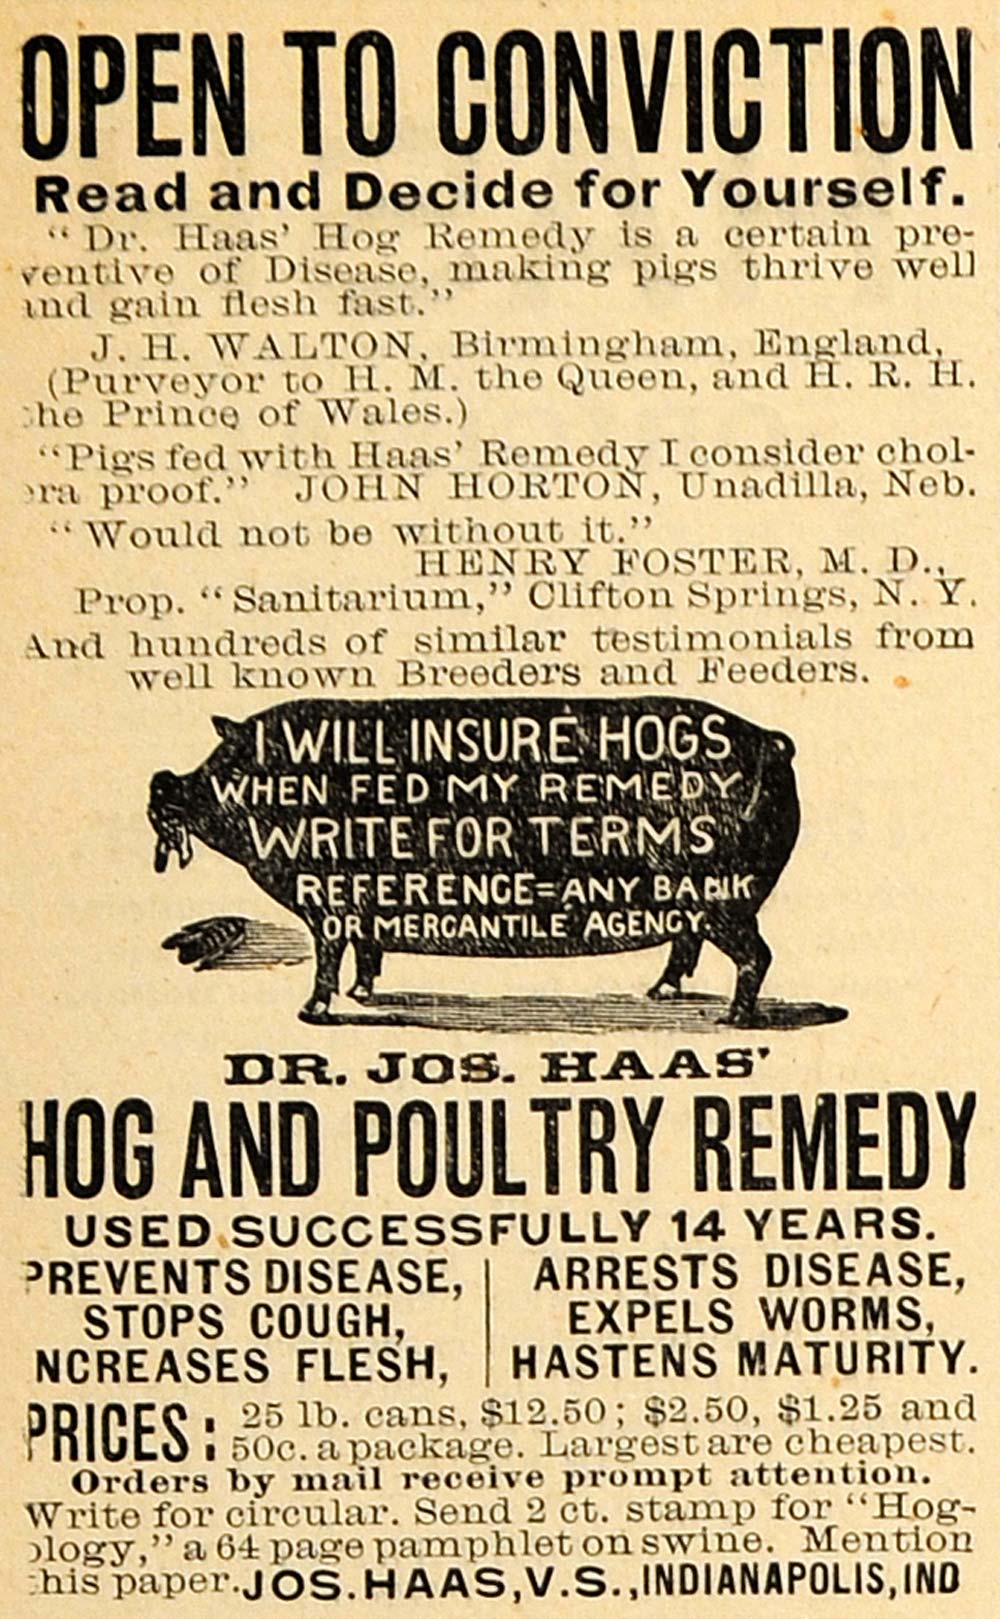 OPEN TO CONVICTION
Read and Decide for Yourself.
“Dr. Haas’ Hog Remedy is a certain pre-
ventive of Disease, making pigs thrive well
and gain flesh fast.”
J. H. WALTON, Birmingham, England,
(Purveyor to H. M. the Queen, and H. R. H.
the Prince of Wales.)
“Pigs fed with Haas’ Remedy I consider chol-
era proof.” JOHN HORTON, Unadilla, Neb.
“Would not be without it.”
HENRY FOSTER, M. D.,
Prop. “Sanitarium,” Clifton Springs, N. Y.
And hundreds of similar testimonials from
well known Breeders and Feeders.
I WILL INSURE HOGS
WHEN FED MY REMEDY
WRITE FOR TERMS
REFERENCE=ANY BANK
OR MERCANTILE AGENCY.
DR. JOS. HAAS’
HOG AND POULTRY REMEDY
USED SUCCESSFULLY 14 YEARS.
PREVENTS DISEASE,
STOPS COUGH,
NCREASES FLESH,
ARRESTS DISEASE,
EXPELS WORMS,
HASTENS MATURITY.
PRICES: 25 lb. cans, $12.50; $2.50, $1.25 and
50c. a package. Largest are cheapest.
Orders by mail receive prompt attention.
Write for circular. Send 2 ct. stamp for “Hog-
ology,” a 64 page pamphlet on swine. Mention
this paper. JOS. HAAS, V.S., INDIANAPOLIS, IND